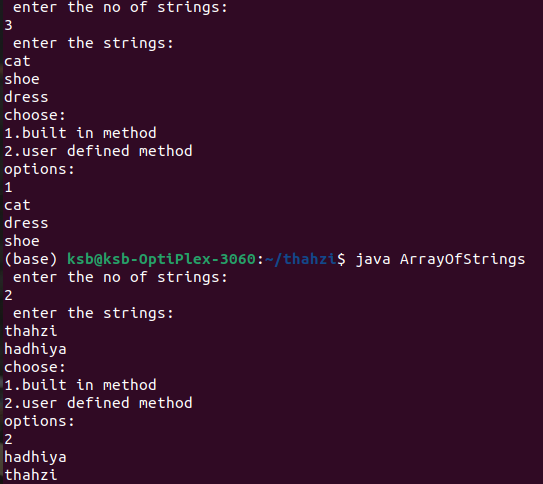 enter the no of strings:
3
enter the strings:
cat
shoe
dress
choose:
1.built in method
2.user defined method
options:
1
cat
dress
shoe
(base) ksb@ksb-OptiPlex-3060:~/thahzi$ java ArrayOfStrings
enter the no of strings:
2
enter the strings:
thahzi
hadhiya
choose:
1.built in method
2.user defined method
options:
2
hadhiya
thahzi